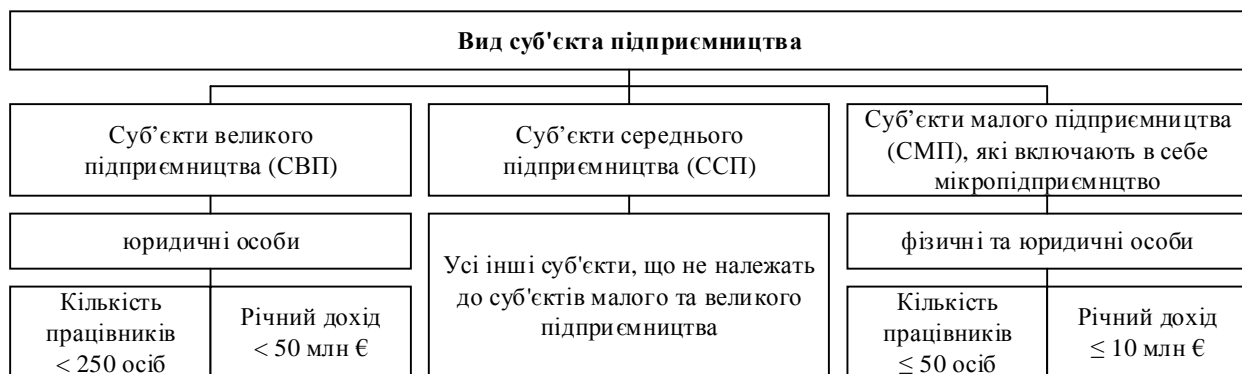 Вид суб'єкта підприємництва
Суб’єкти великого
підприємництва (СВП)
Суб’єкти середнього
підприємництва (ССП)
Суб’єкти малого підприємництва
(СМП), які включають в себе
мікропідприємнцтво
юридичні особи
Усі інші суб'єкти, що не належать
до суб'єктів малого та великого
підприємництва
фізичні та юридичні особи
Кількість
працівників
< 250 осіб
Річний дохід
< 50 млн €
Кількість
працівників
≤ 50 осіб
Річний дохід
≤ 10 млн €